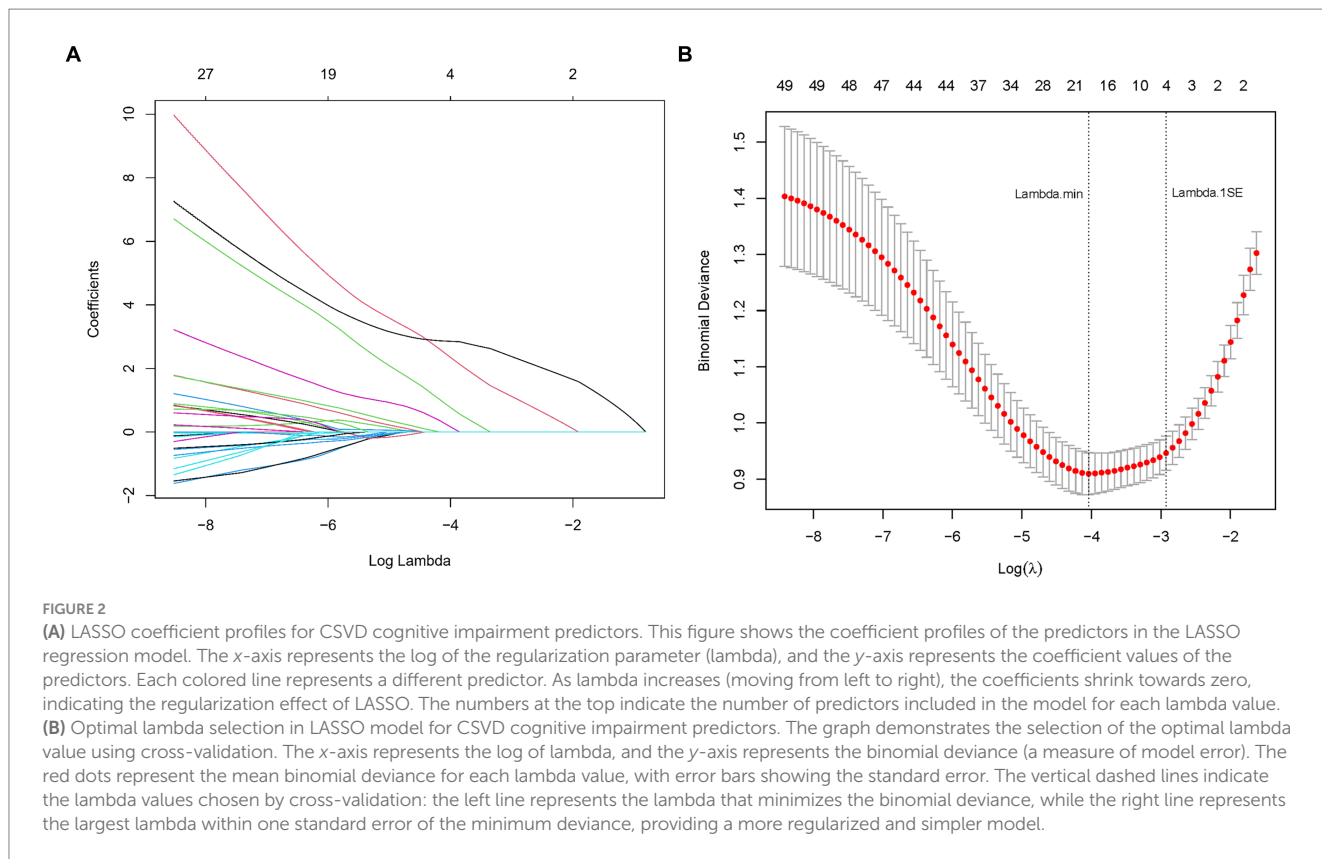 A
27 19 4 2
10
8
6
4
2
0
−2
Coefficients
−8 −6 −4 −2
Log Lambda
B
49 49 48 47 44 44 37 34 28 21 16 10 4 3 2 2
1.5
1.4
1.3
1.2
1.1
1.0
0.9
Binomial Deviance
Lambda.min
Lambda.1SE
−8 −7 −6 −5 −4 −3 −2
Log(λ)
FIGURE 2
(A) LASSO coefficient profiles for CSVD cognitive impairment predictors. This figure shows the coefficient profiles of the predictors in the LASSO
regression model. The x-axis represents the log of the regularization parameter (lambda), and the y-axis represents the coefficient values of the
predictors. Each colored line represents a different predictor. As lambda increases (moving from left to right), the coefficients shrink towards zero,
indicating the regularization effect of LASSO. The numbers at the top indicate the number of predictors included in the model for each lambda value.
(B) Optimal lambda selection in LASSO model for CSVD cognitive impairment predictors. The graph demonstrates the selection of the optimal lambda
value using cross-validation. The x-axis represents the log of lambda, and the y-axis represents the binomial deviance (a measure of model error). The
red dots represent the mean binomial deviance for each lambda value, with error bars showing the standard error. The vertical dashed lines indicate
the lambda values chosen by cross-validation: the left line represents the lambda that minimizes the binomial deviance, while the right line represents
the largest lambda within one standard error of the minimum deviance, providing a more regularized and simpler model.